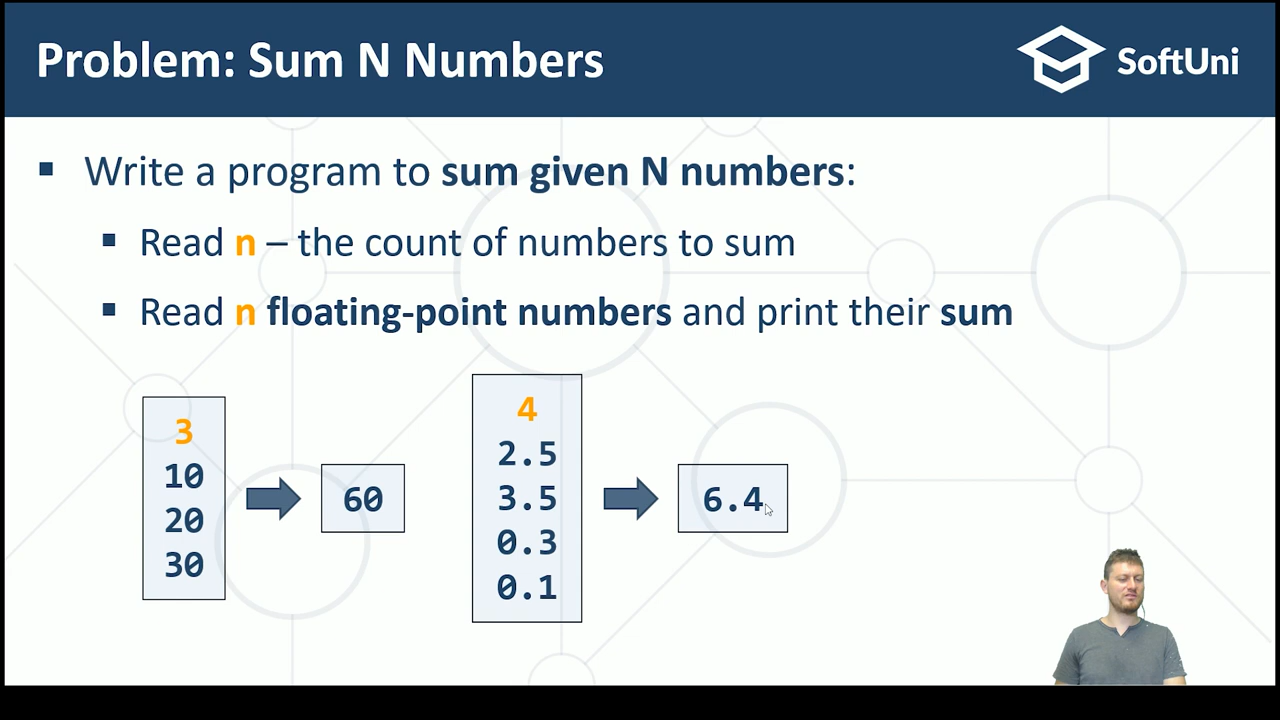 Problem: Sum N Numbers
SoftUni
Write a program to sum given N numbers:
Read n – the count of numbers to sum
Read n floating-point numbers and print their sum
3
10
20
30
60
4
2.5
3.5
0.3
0.1
6.4